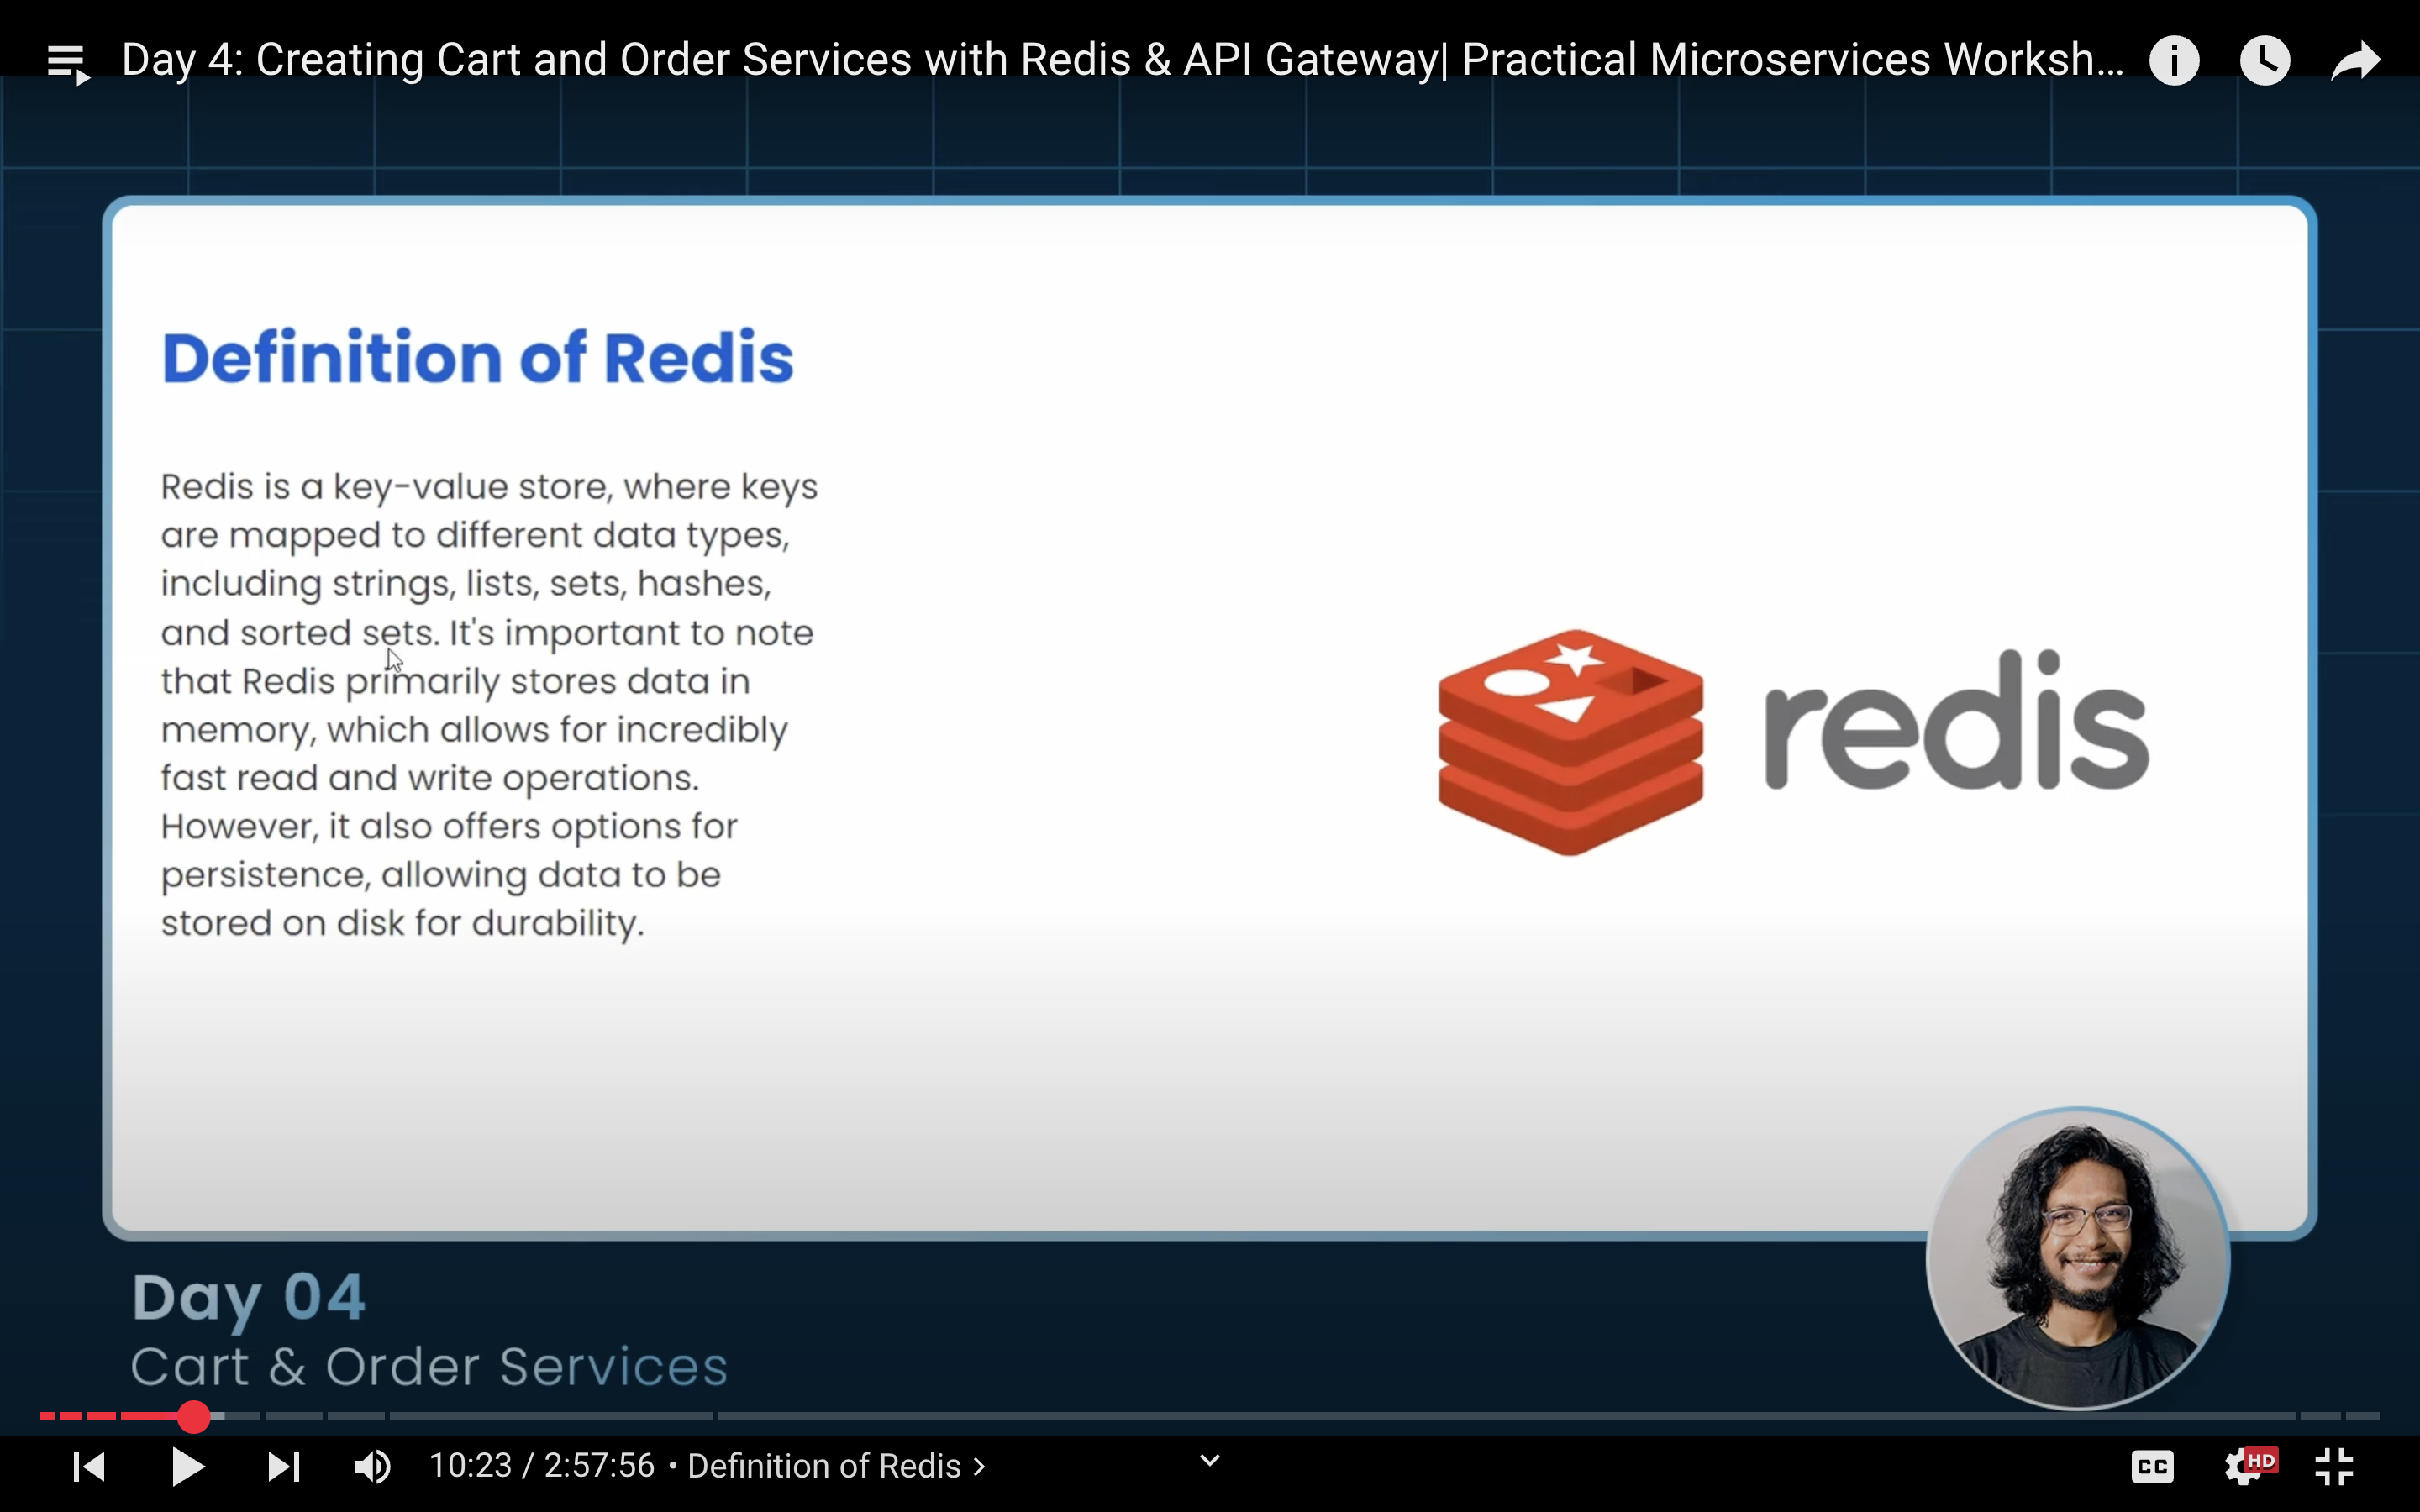 Day 4: Creating Cart and Order Services with Redis & API Gateway| Practical Microservices Worksh...
Definition of Redis
Redis is a key-value store, where keys
are mapped to different data types,
including strings, lists, sets, hashes,
and sorted sets. It's important to note
that Redis primarily stores data in
memory, which allows for incredibly
fast read and write operations.
However, it also offers options for
persistence, allowing data to be
stored on disk for durability.
redis
Day 04
Cart & Order Services
10:23 / 2:57:56 • Definition of Redis >
CC
HD